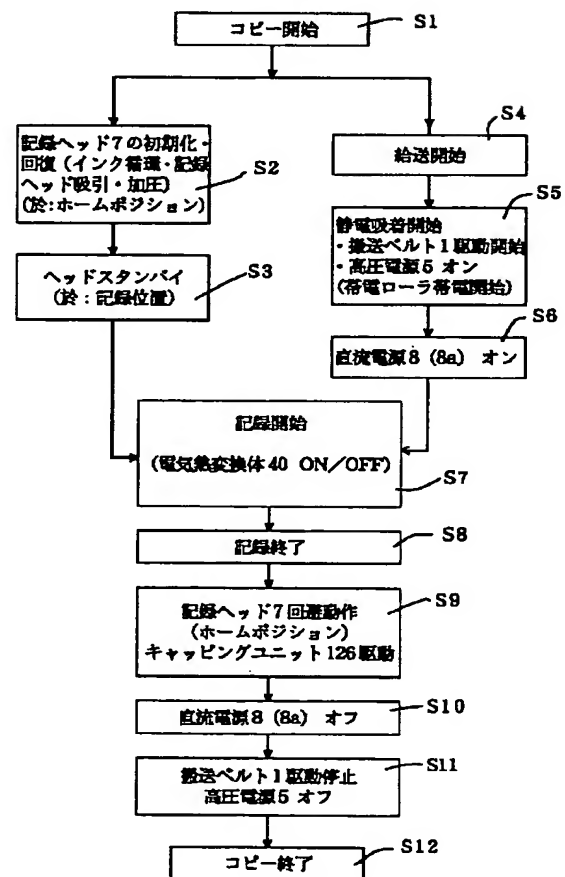 コピー開始
S1
記録ヘッド7の初期化・
回復(インク循環・記録
ヘッド吸引・加圧)
(於:ホームポジション)
S2
ヘッドスタンバイ
(於:記録位置)
S3
給送開始
S4
静電吸着開始
・搬送ベルト1駆動開始
・高圧電源5 オン
(帯電ローラ帯電開始)
S5
直流電源8 (8a) オン
S6
記録開始
(電気熱変換体40 ON/OFF)
S7
記録終了
S8
記録ヘッド7回避動作
(ホームポジション)
キャッピングユニット126駆動
S9
直流電源8 (8a) オフ
S10
搬送ベルト1駆動停止
高圧電源5 オフ
S11
コピー終了
S12